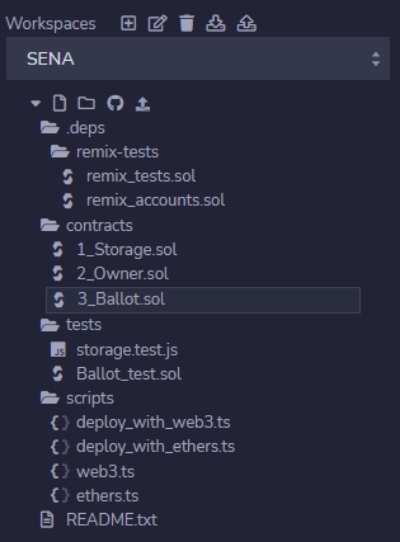 Workspaces
SENA
.deps
remix-tests
remix_tests.sol
remix_accounts.sol
contracts
1_Storage.sol
2_Owner.sol
3_Ballot.sol
tests
JS storage.test.js
Ballot_test.sol
scripts
deploy_with_web3.ts
deploy_with_ethers.ts
web3.ts
ethers.ts
README.txt